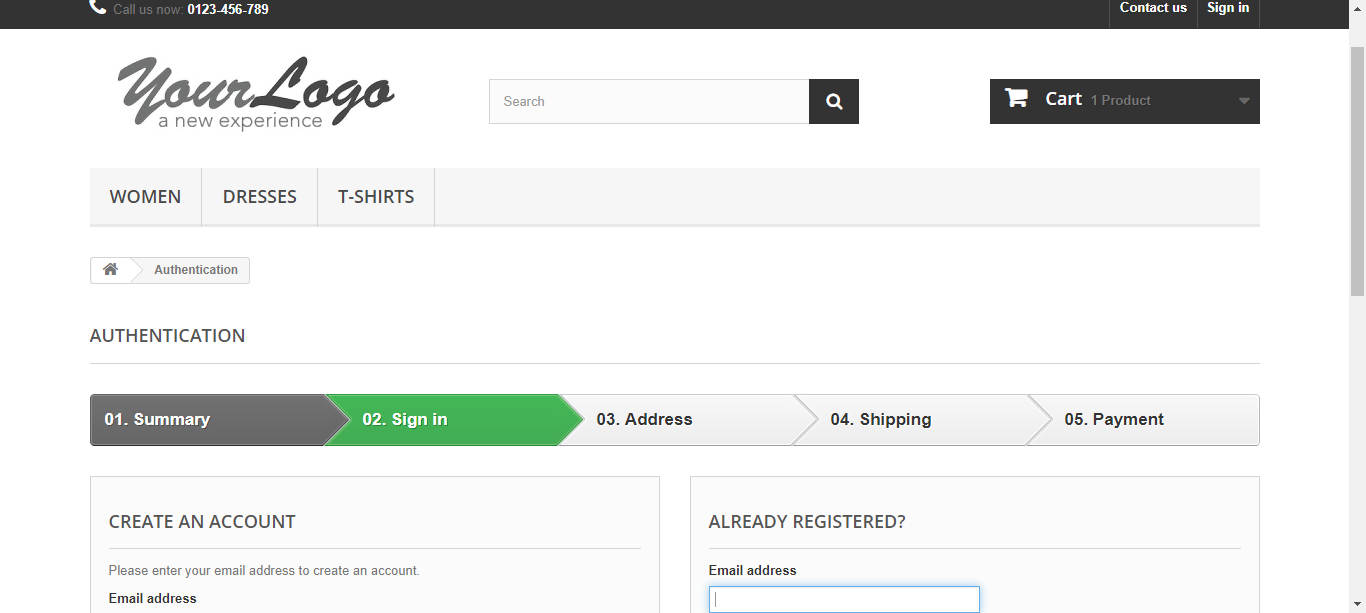 Call us now: 0123-456-789
Contact us
Sign in
YourLogo
a new experience
Search
Cart 1 Product
WOMEN
DRESSES
T-SHIRTS
Authentication
AUTHENTICATION
01. Summary
02. Sign in
03. Address
04. Shipping
05. Payment
CREATE AN ACCOUNT
Please enter your email address to create an account.
Email address
ALREADY REGISTERED?
Email address